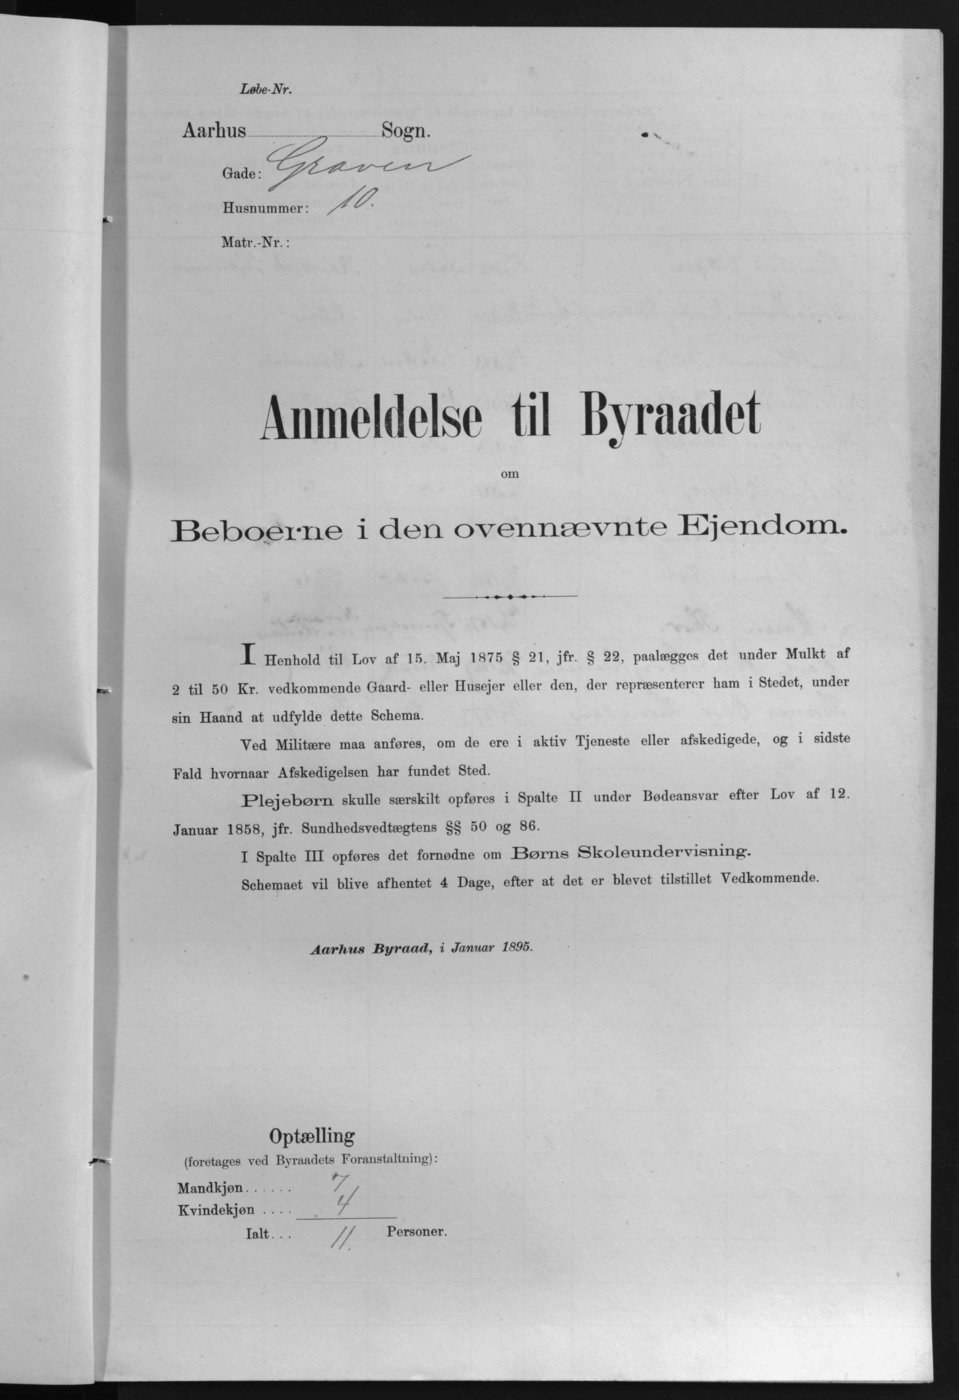 Løbe-Nr.
Aarhus Sogn.
Gade: Graven
Husnummer: 10.
Matr.-Nr.:
Anmeldelse til Byraadet
om
Beboerne i den ovennævnte Ejendom.
I Henhold til Lov af 15. Maj 1875 § 21, jfr. § 22, paalægges det under Mulkt af
2 til 50 Kr. vedkommende Gaard- eller Husejer eller den, der repræsenterer ham i Stedet, under
sin Haand at udfylde dette Schema.
Ved Militære maa anføres, om de ere i aktiv Tjeneste eller afskedigede, og i sidste
Fald hvornaar Afskedigelsen har fundet Sted.
Plejebørn skulle særskilt opføres i Spalte II under Bødeansvar efter Lov af 12.
Januar 1858, jfr. Sundhedsvedtægtens §§ 50 og 86.
I Spalte III opføres det fornødne om Børns Skoleundervisning.
Schemaet vil blive afhentet 4 Dage, efter at det er blevet tilstillet Vedkommende.
Aarhus Byraad, i Januar 1895.
Optælling
(foretages ved Byraadets Foranstaltning):
Mandkjøn...... 7
Kvindekjøn .... 4
Ialt... 11. Personer.